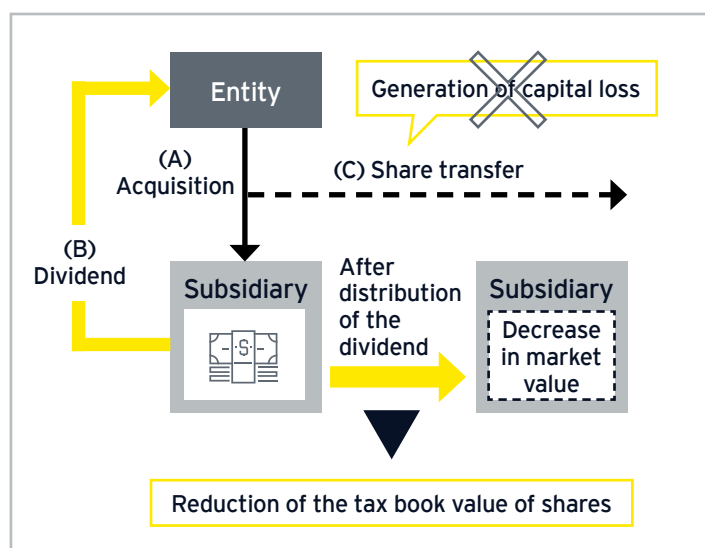 Entity
Generation of capital loss
(A)
Acquisition
(C) Share transfer
(B)
Dividend
Subsidiary
·S·
After
distribution
of the
dividend
Subsidiary
Decrease
in market
value
Reduction of the tax book value of shares